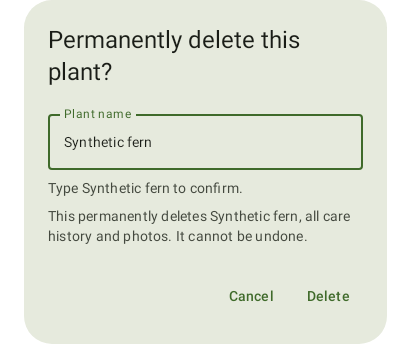 Permanently delete this
plant?
Plant name
Synthetic fern
Type Synthetic fern to confirm.
This permanently deletes Synthetic fern, all care
history and photos. It cannot be undone.
Cancel Delete